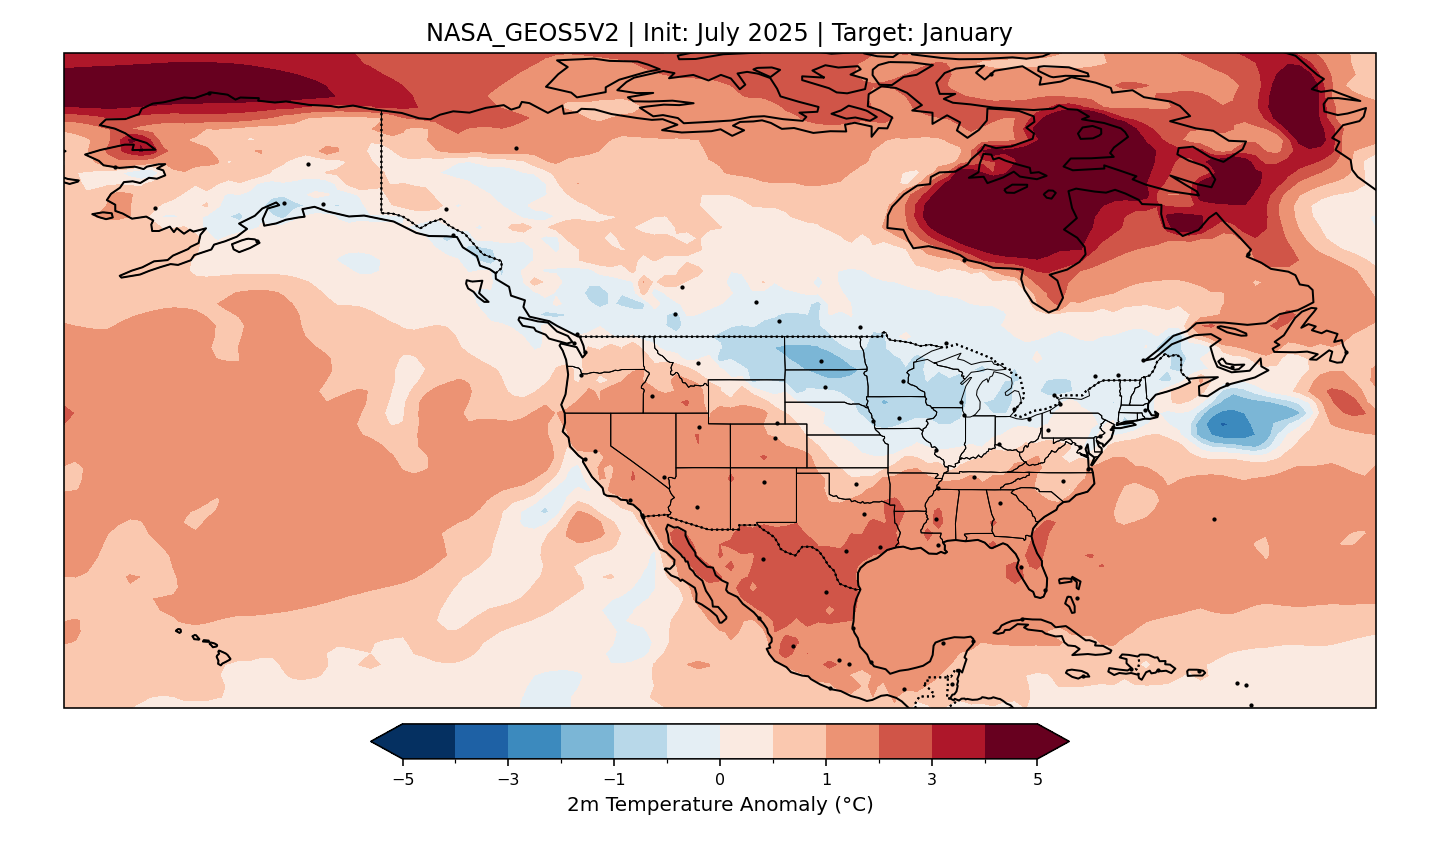 NASA_GEOS5V2 | Init: July 2025 | Target: January
−5 −3 −1 0 1 3 5
2m Temperature Anomaly (°C)